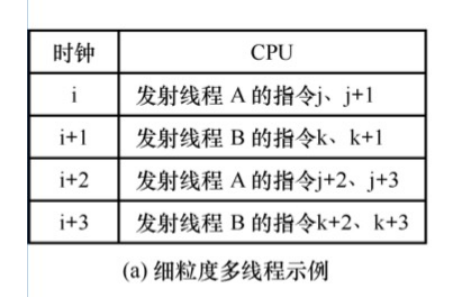 时钟 CPU
i 发射线程 A 的指令j、j+1
i+1 发射线程 B 的指令k、k+1
i+2 发射线程 A 的指令j+2、j+3
i+3 发射线程 B 的指令k+2、k+3
(a) 细粒度多线程示例